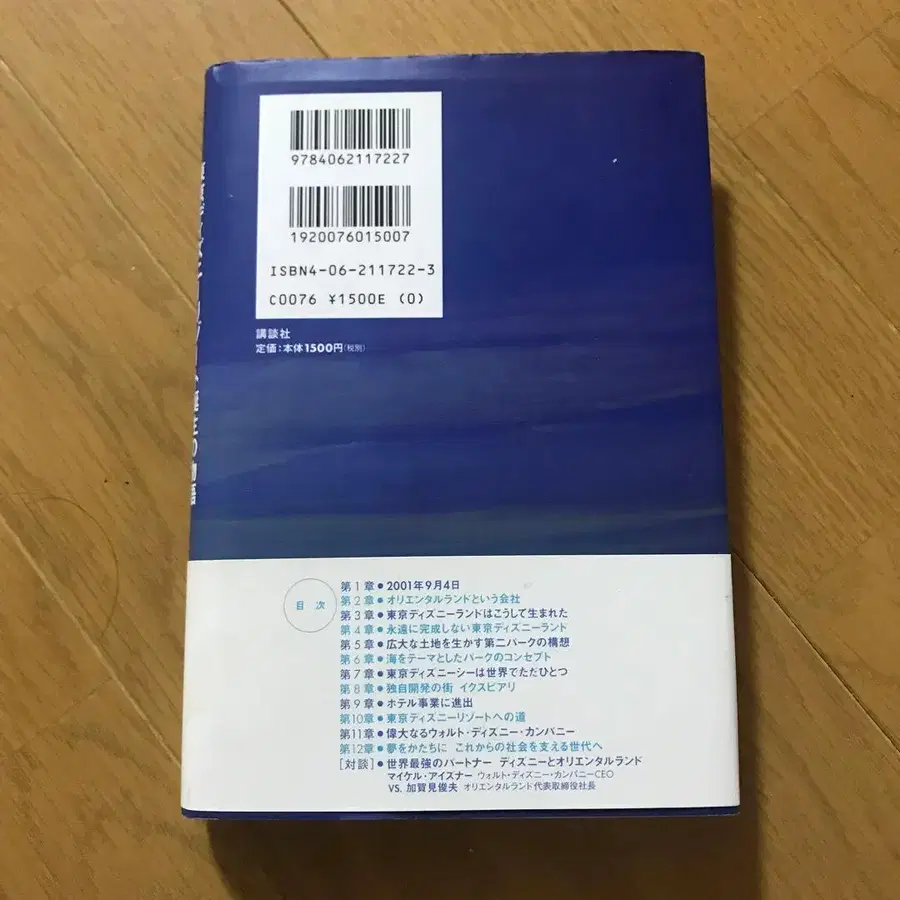 9784062117227
1920076015007
ISBN4-06-211722-3
C0076 ¥1500E (0)
講談社
定価:本体1500円(税別)
目次
第1章●2001年9月4日
第2章●オリエンタルランドという会社
第3章●東京ディズニーランドはこうして生まれた
第4章●永遠に完成しない東京ディズニーランド
第5章●広大な土地を生かす第二パークの構想
第6章●海をテーマとしたパークのコンセプト
第7章●東京ディズニーシーは世界でただひとつ
第8章●独自開発の街 イクスピアリ
第9章●ホテル事業に進出
第10章●東京ディズニーリゾートへの道
第11章●偉大なるウォルト・ディズニー・カンパニー
第12章●夢をかたちに これからの社会を支える世代へ
[対談]●世界最強のパートナー ディズニーとオリエンタルランド
マイケル・アイズナー ウォルト・ディズニー・カンパニーCEO
VS. 加賀見俊夫 オリエンタルランド代表取締役社長